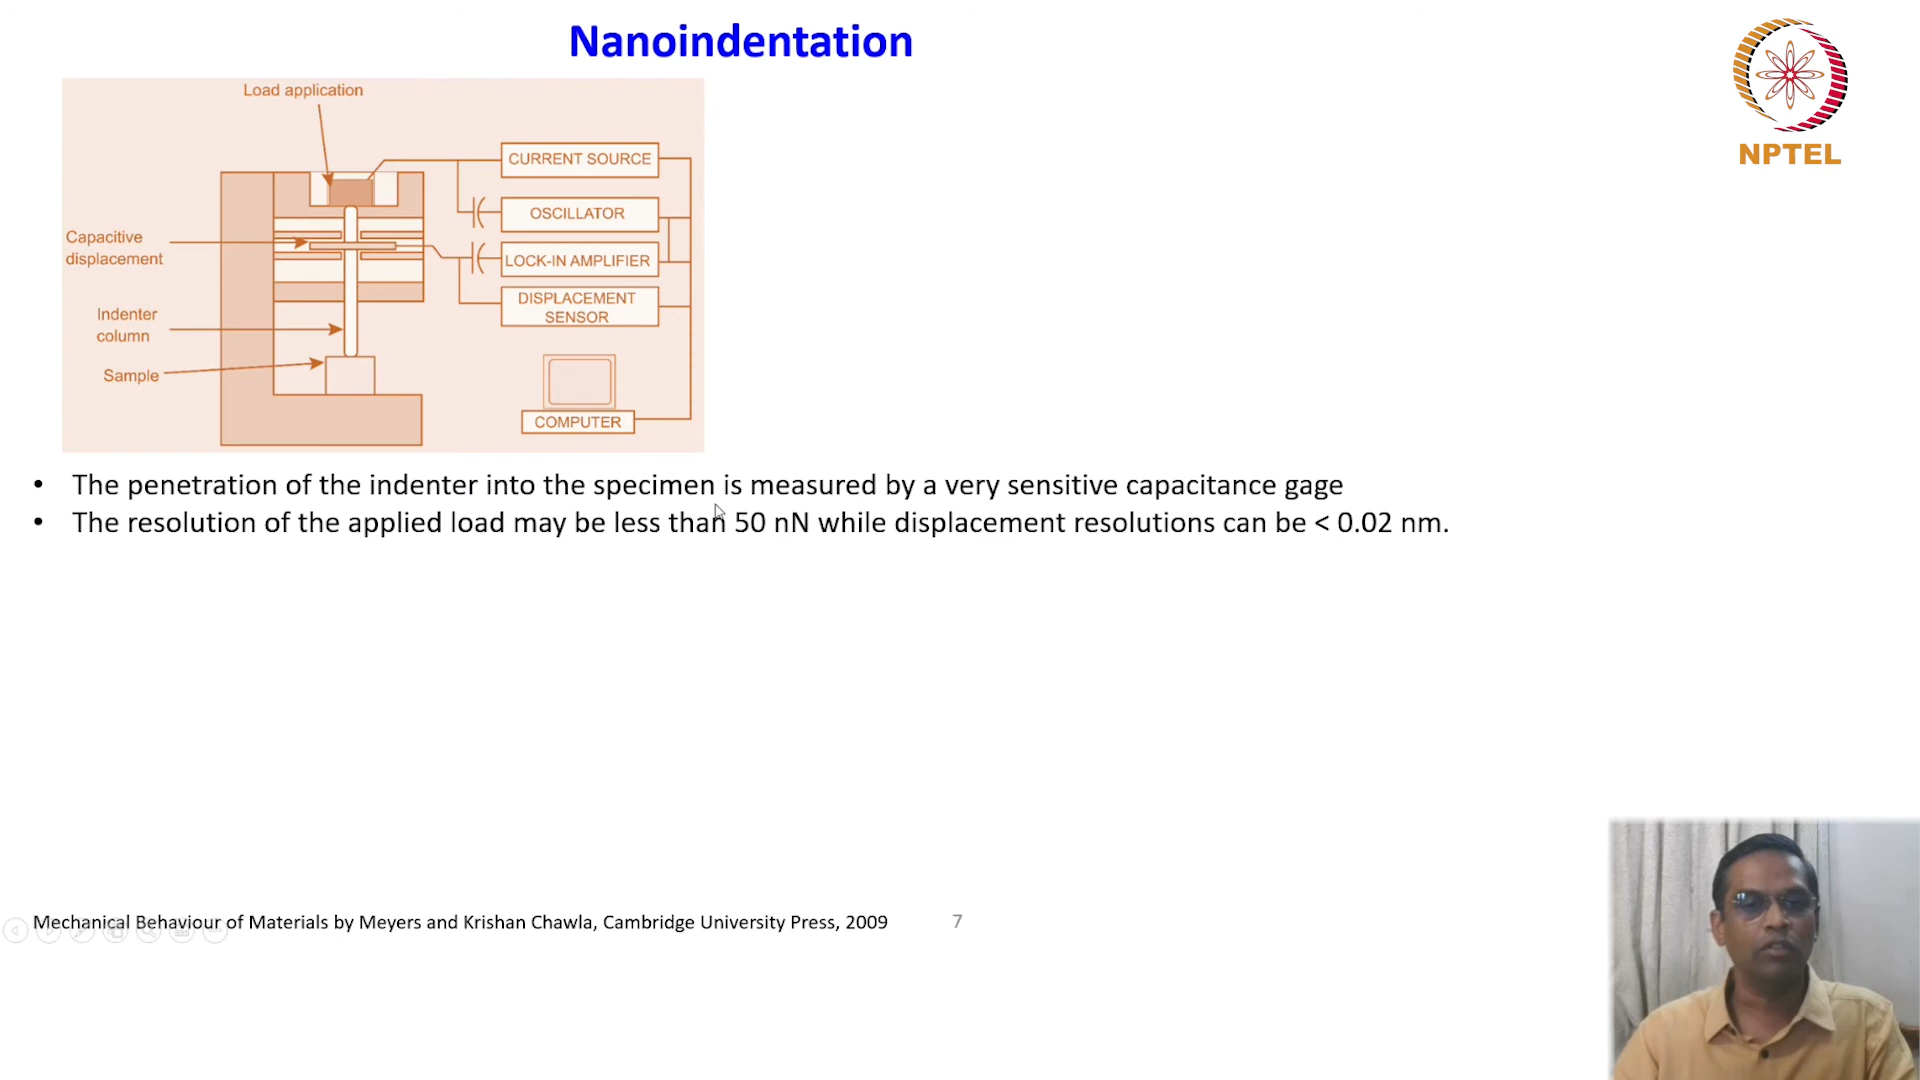 Nanoindentation
NPTEL
Load application
CURRENT SOURCE
OSCILLATOR
Capacitive
displacement
LOCK-IN AMPLIFIER
DISPLACEMENT
SENSOR
Indenter
column
Sample
COMPUTER
• The penetration of the indenter into the specimen is measured by a very sensitive capacitance gage
• The resolution of the applied load may be less than 50 nN while displacement resolutions can be < 0.02 nm.
Mechanical Behaviour of Materials by Meyers and Krishan Chawla, Cambridge University Press, 2009
7